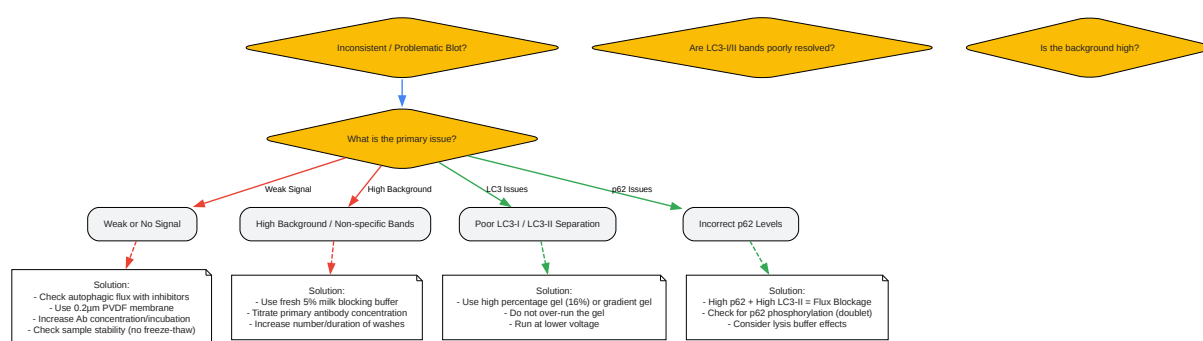 Inconsistent / Problematic Blot?
Are LC3-I/II bands poorly resolved?
Is the background high?
What is the primary issue?
Weak Signal
High Background
LC3 Issues
p62 Issues
Weak or No Signal
High Background / Non-specific Bands
Poor LC3-I / LC3-II Separation
Incorrect p62 Levels
Solution:
- Check autophagic flux with inhibitors
- Use 0.2µm PVDF membrane
- Increase Ab concentration/incubation
- Check sample stability (no freeze-thaw)
Solution:
- Use fresh 5% milk blocking buffer
- Titrate primary antibody concentration
- Increase number/duration of washes
Solution:
- Use high percentage gel (16%) or gradient gel
- Do not over-run the gel
- Run at lower voltage
Solution:
- High p62 + High LC3-II = Flux Blockage
- Check for p62 phosphorylation (doublet)
- Consider lysis buffer effects